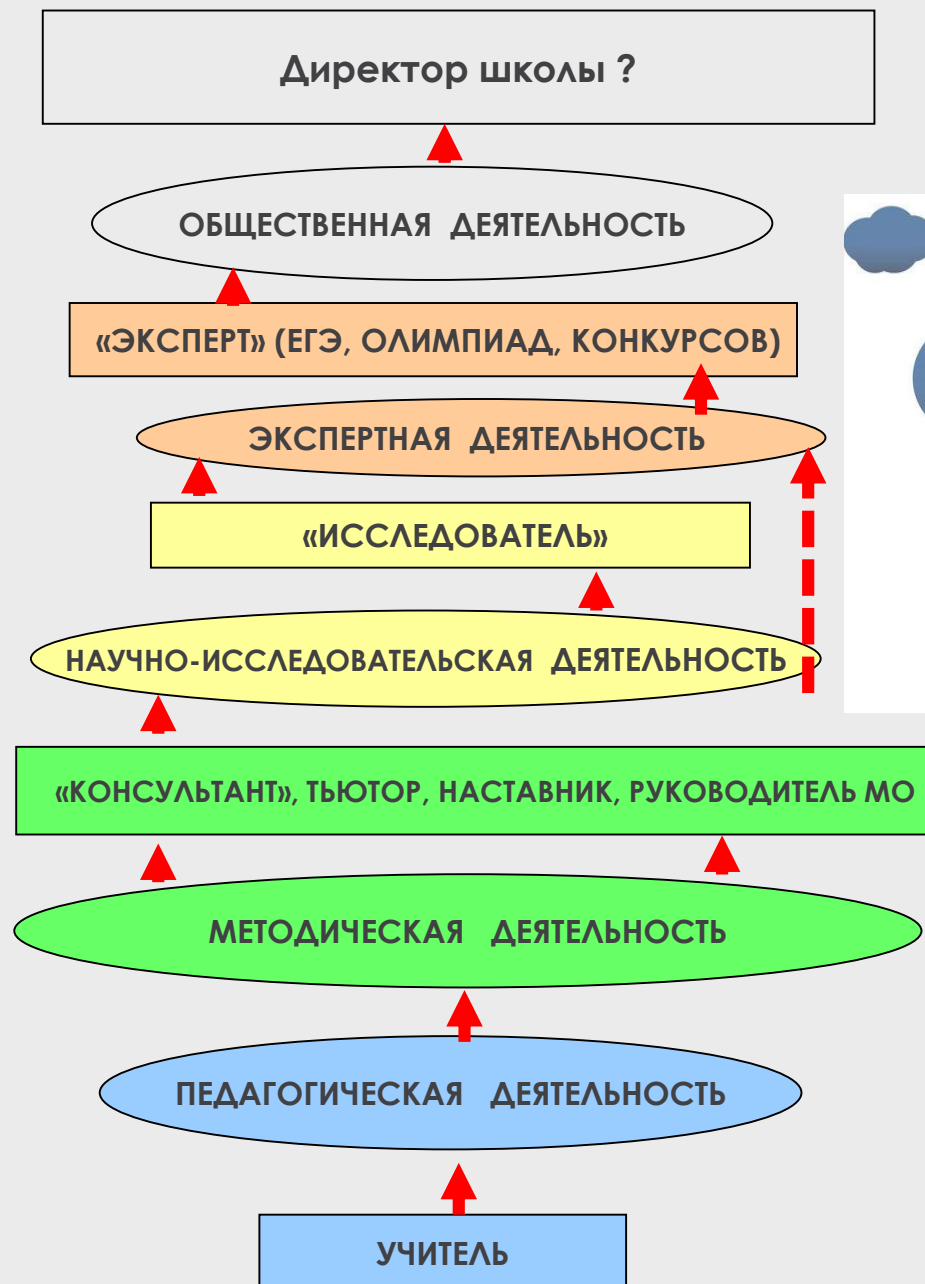 Директор школы ?
ОБЩЕСТВЕННАЯ ДЕЯТЕЛЬНОСТЬ
«ЭКСПЕРТ» (ЕГЭ, ОЛИМПИАД, КОНКУРСОВ)
ЭКСПЕРТНАЯ ДЕЯТЕЛЬНОСТЬ
«ИССЛЕДОВАТЕЛЬ»
НАУЧНО-ИССЛЕДОВАТЕЛЬСКАЯ ДЕЯТЕЛЬНОСТЬ
«КОНСУЛЬТАНТ», ТЬЮТОР, НАСТАВНИК, РУКОВОДИТЕЛЬ МО
МЕТОДИЧЕСКАЯ ДЕЯТЕЛЬНОСТЬ
ПЕДАГОГИЧЕСКАЯ ДЕЯТЕЛЬНОСТЬ
УЧИТЕЛЬ